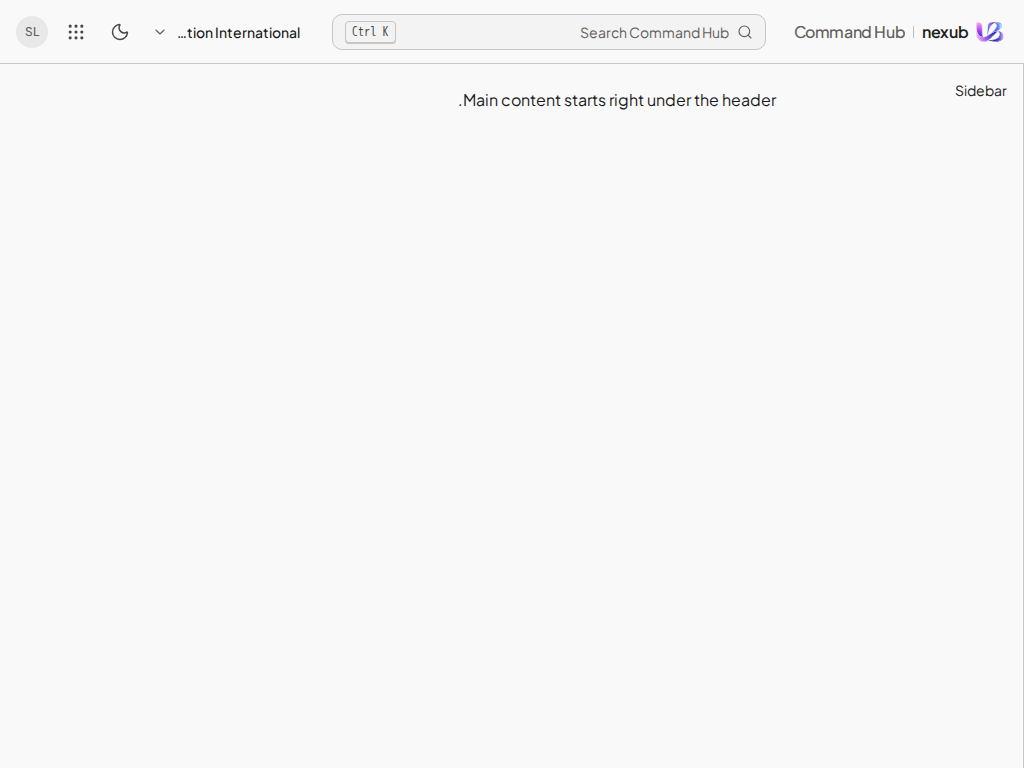 nexub
Command Hub
Search Command Hub
Ctrl K
...tion International
SL
Sidebar
.Main content starts right under the header